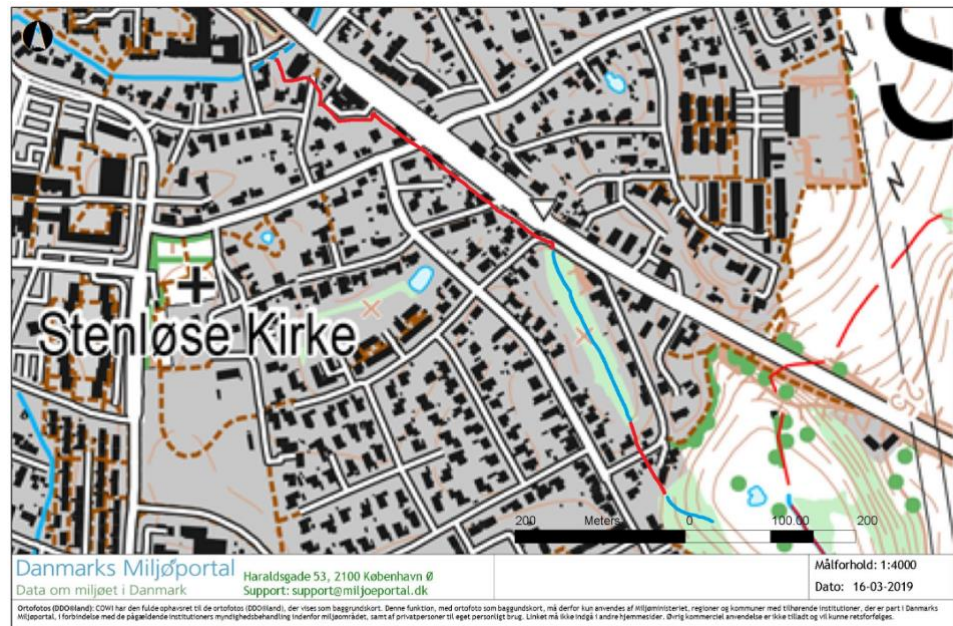 S
N
N
25
Stenløse Kirke
200 Meters 0 100.00 200
Danmarks Miljøportal
Data om miljøet i Danmark
Haraldsgade 53, 2100 København Ø
Support: support@miljoeportal.dk
Målforhold: 1:4000
Dato: 16-03-2019
Ortofotos (DDO®land): COWI har den fulde ophavsret til de ortofotos (DDO®land), der vises som baggrundskort. Denne funktion, med ortofoto som baggrundskort, må derfor kun anvendes af Miljøministeriet, regioner og kommuner med tilhørende institutioner, der er part i Danmarks
Miljøportal, i forbindelse med de pågældende institutioners myndighedsbehandling indenfor miljøområdet, samt af privatpersoner til eget personligt brug. Linket må ikke indgå i andre hjemmesider. Øvrig kommerciel anvendelse er ikke tilladt og vil kunne retsforfølges.